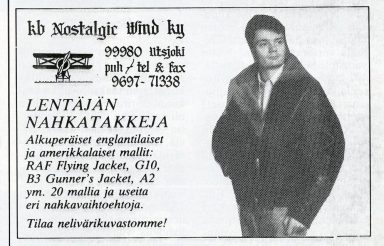 kb Nostalgic Wind ky
99980 Utsjoki
puh / tel & fax
9697-71338
LENTÄJÄN
NAHKATAKKEJA
Alkuperäiset englantilaiset
ja amerikkalaiset mallit:
RAF Flying Jacket, G10,
B3 Gunner's Jacket, A2
ym. 20 mallia ja useita
eri nahkavaihtoehtoja.
Tilaa nelivärikuvastomme!